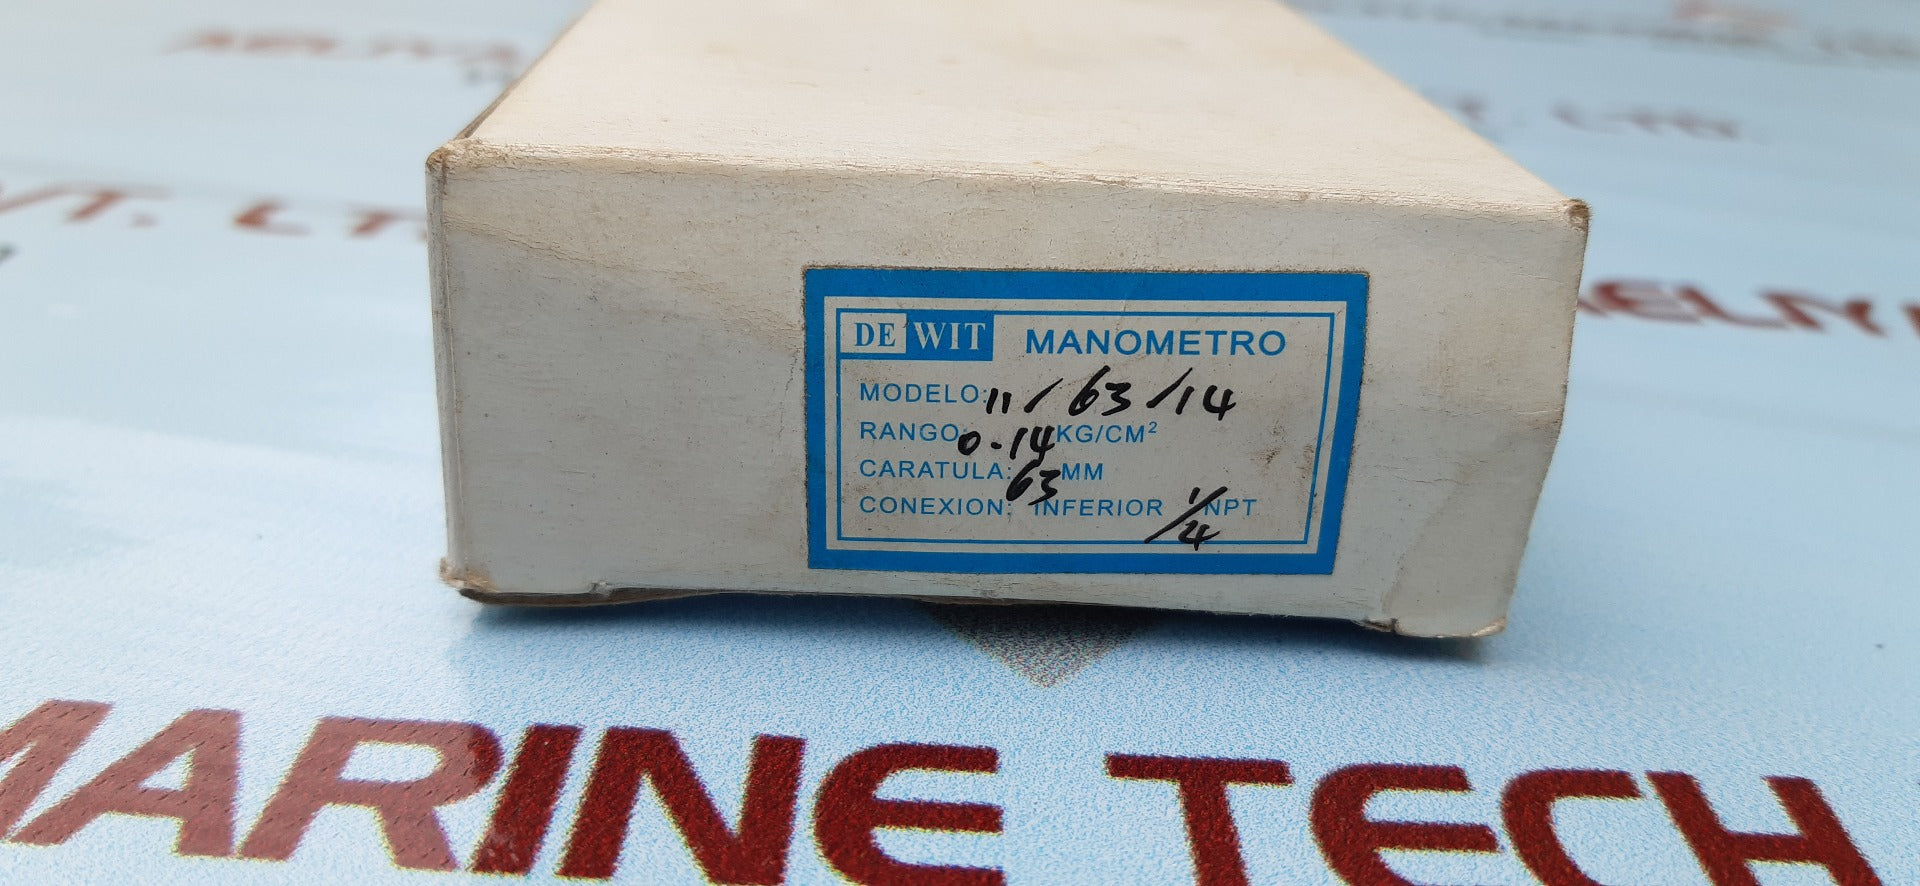 DE WIT MANOMETRO
MODELO: 11/63/14
RANGO: 0-14 KG/CM²
CARATULA: 63 MM
CONEXION: INFERIOR 1/4 NPT
MARINE TECH